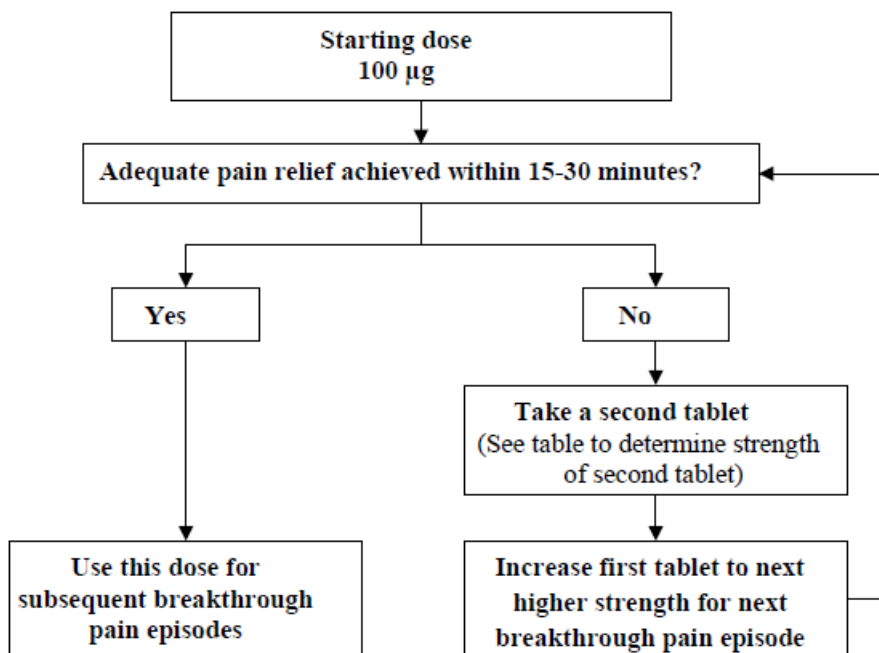 Starting dose
100 µg
Adequate pain relief achieved within 15-30 minutes?
Yes
No
Take a second tablet
(See table to determine strength
of second tablet)
Use this dose for
subsequent breakthrough
pain episodes
Increase first tablet to next
higher strength for next
breakthrough pain episode